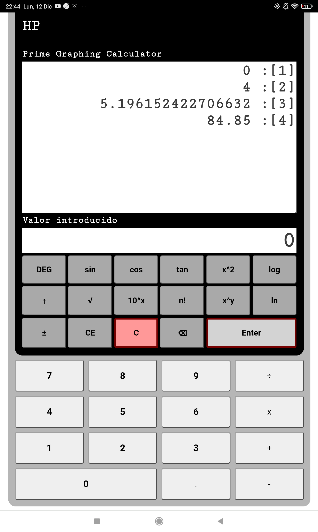 22:44 Lun, 12 Dic
HP
Prime Graphing Calculator
0 :[1]
4 :[2]
5.196152422706632 :[3]
84.85 :[4]
Valor introducido
0
DEG sin cos tan x^2 log
↕ √ 10^x n! x^y ln
± CE C ⌫ Enter
7 8 9 ÷
4 5 6 x
1 2 3 +
0 . -